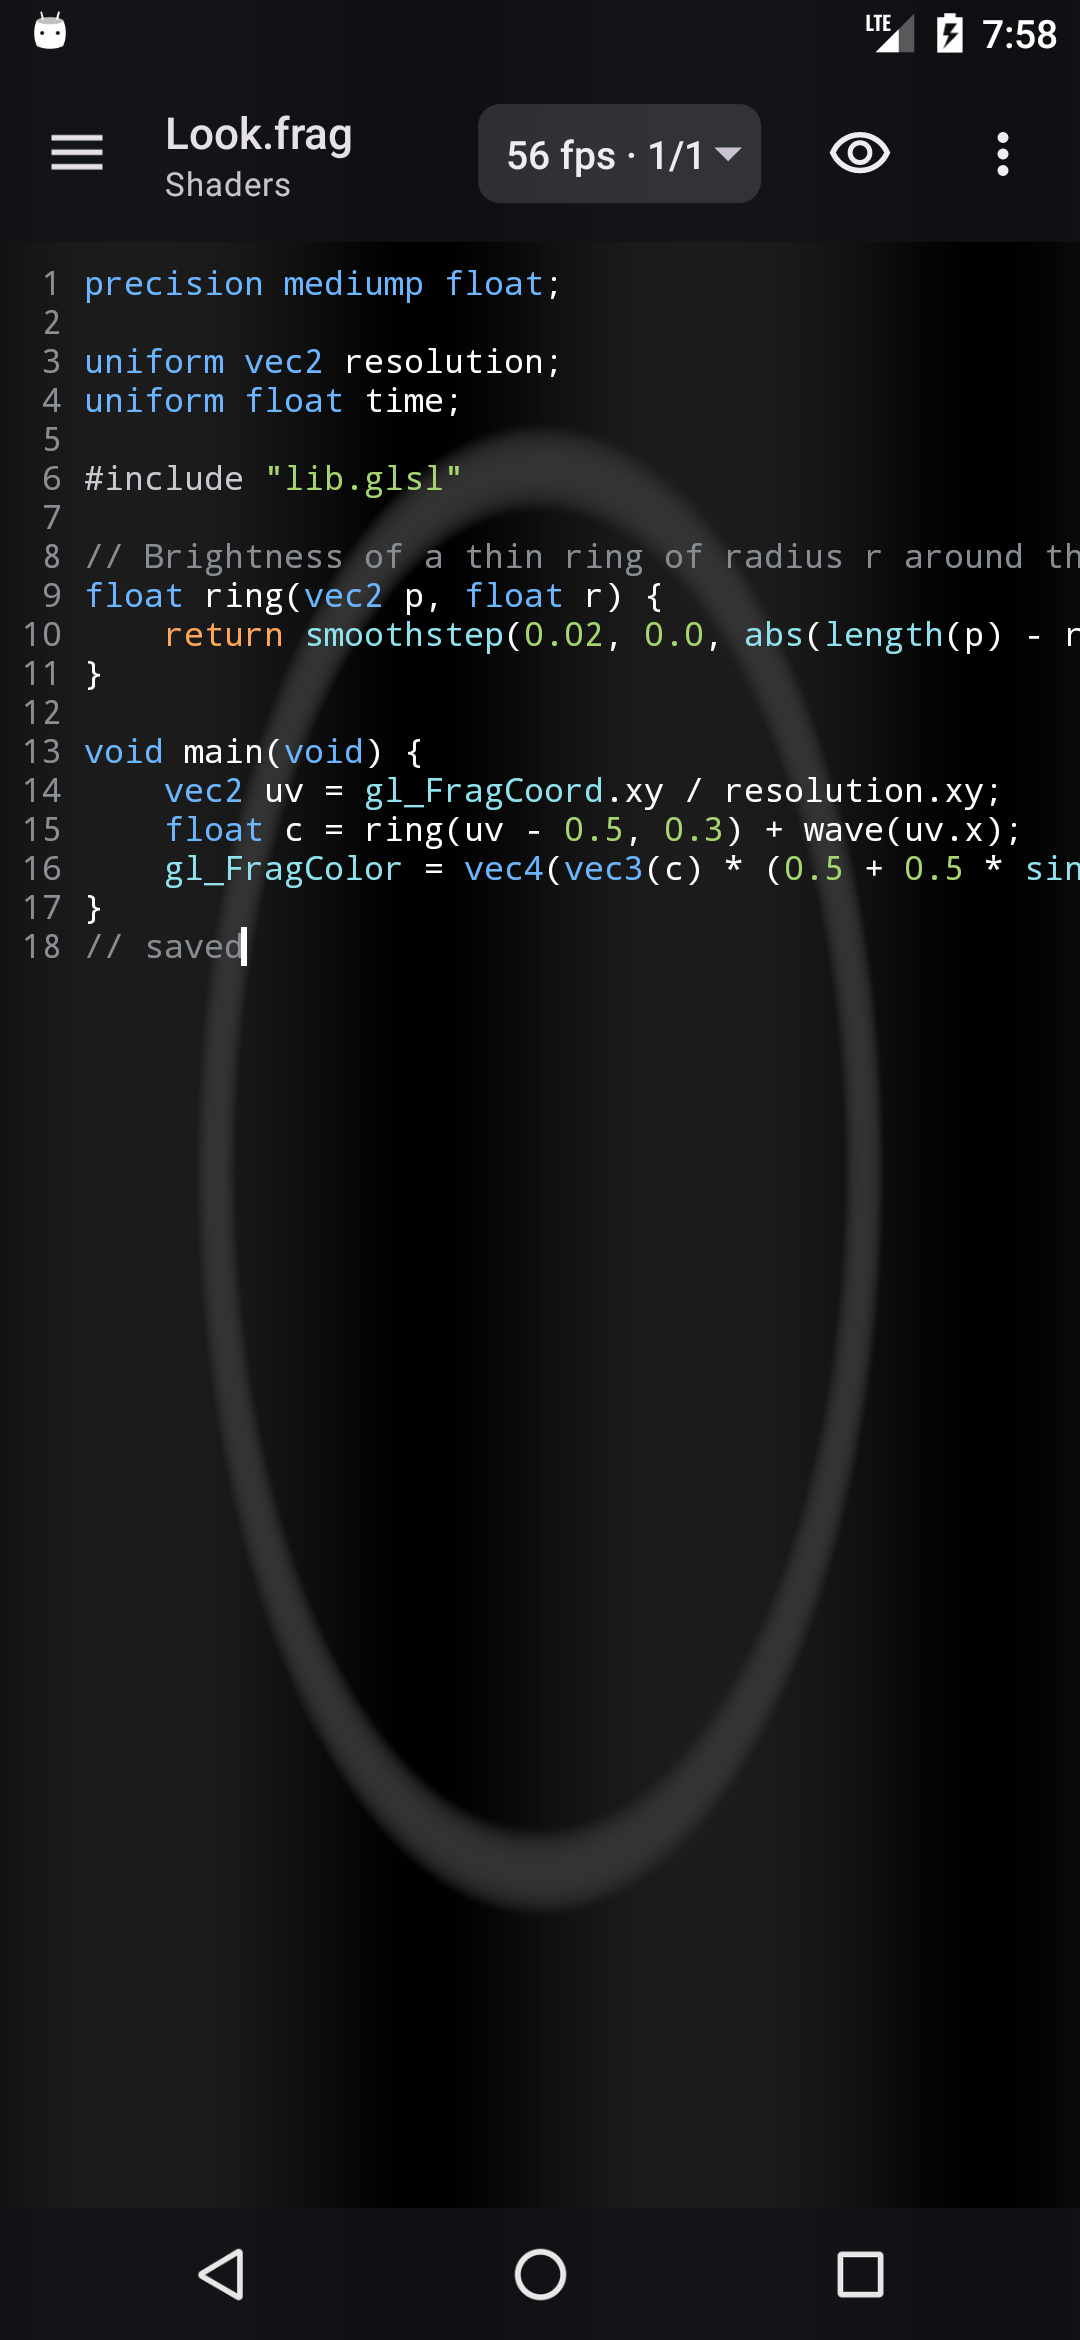 LTE 7:58
Look.frag
Shaders
56 fps · 1/1
1 precision mediump float;
2
3 uniform vec2 resolution;
4 uniform float time;
5
6 #include "lib.glsl"
7
8 // Brightness of a thin ring of radius r around th
9 float ring(vec2 p, float r) {
10     return smoothstep(0.02, 0.0, abs(length(p) - r
11 }
12
13 void main(void) {
14     vec2 uv = gl_FragCoord.xy / resolution.xy;
15     float c = ring(uv - 0.5, 0.3) + wave(uv.x);
16     gl_FragColor = vec4(vec3(c) * (0.5 + 0.5 * sin
17 }
18 // saved